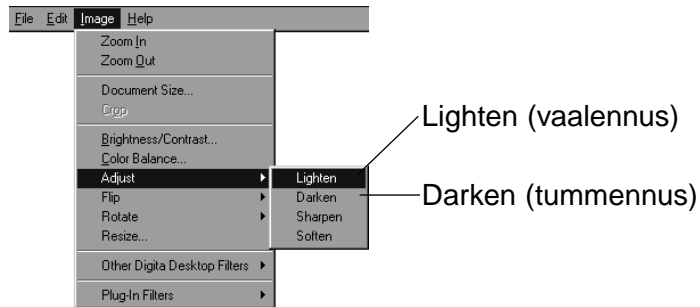 File Edit Image Help
Zoom In
Zoom Out
Document Size...
Crop
Brightness/Contrast...
Color Balance...
Adjust
Flip
Rotate
Resize...
Other Digita Desktop Filters
Plug-In Filters
Lighten
Darken
Sharpen
Soften
Lighten (vaalennus)
Darken (tummennus)